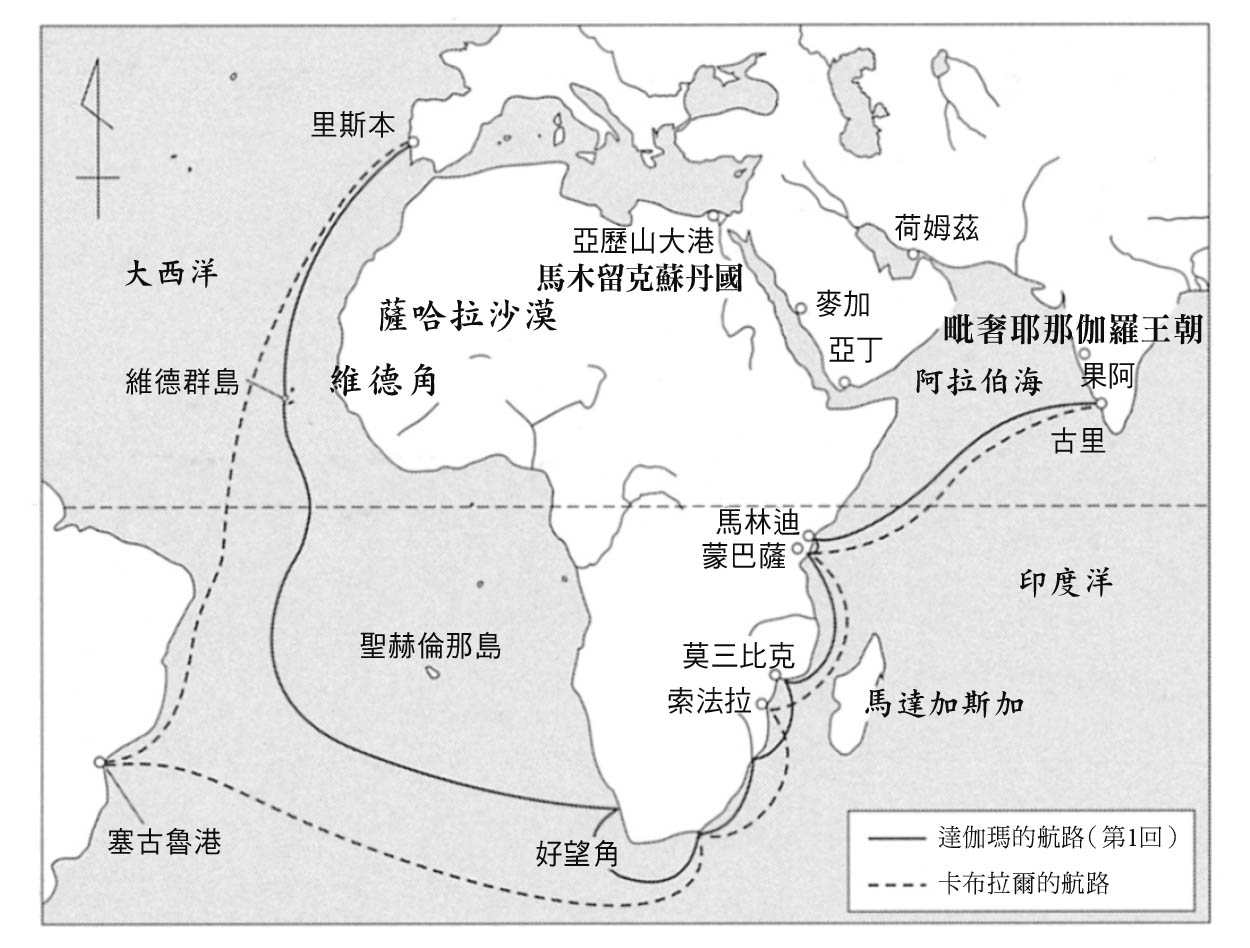 里斯本
荷姆茲
亞歷山大港
大西洋
馬木留克蘇丹國
薩哈拉沙漠
麥加
毗奢耶那伽羅王朝
亞丁
維德群島
維德角
阿拉伯海
果阿
古里
馬林迪
蒙巴薩
印度洋
聖赫倫那島
莫三比克
索法拉
馬達加斯加
塞古魯港
好望角
達伽瑪的航路（第1回）
卡布拉爾的航路